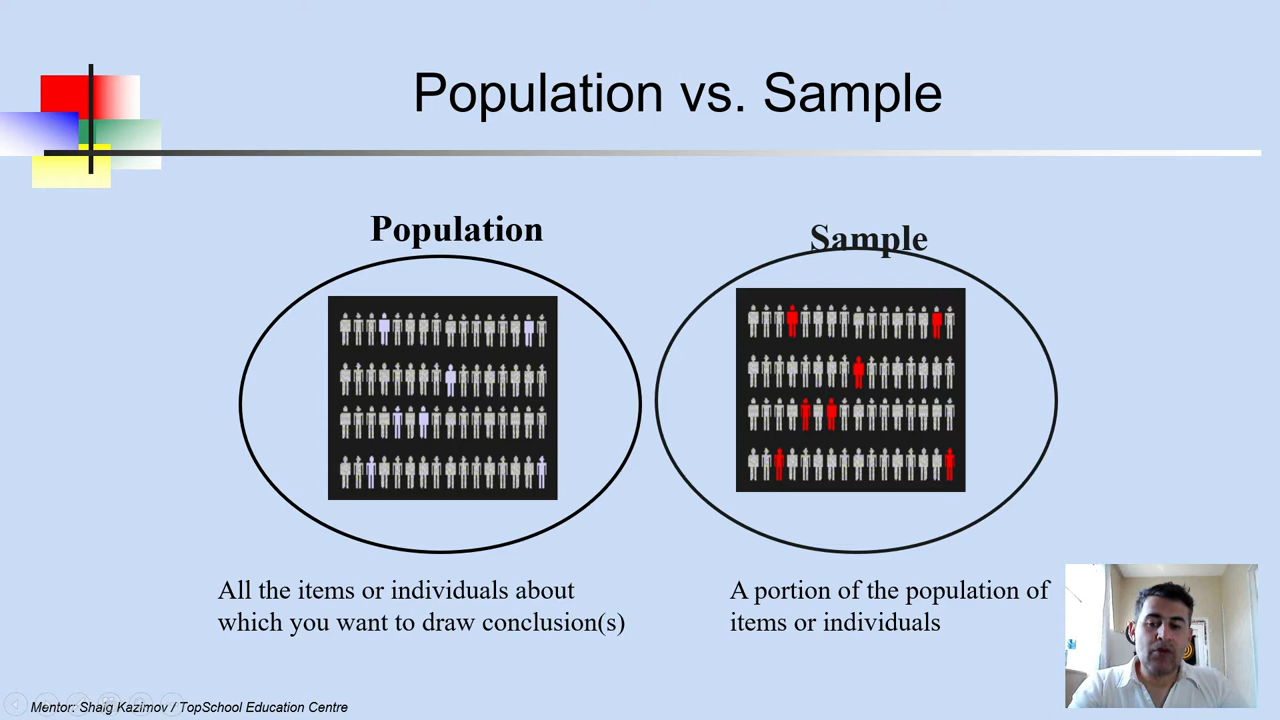 Population vs. Sample
Population
Sample
All the items or individuals about
which you want to draw conclusion(s)
A portion of the population of
items or individuals
Mentor: Shaig Kazimov / TopSchool Education Centre